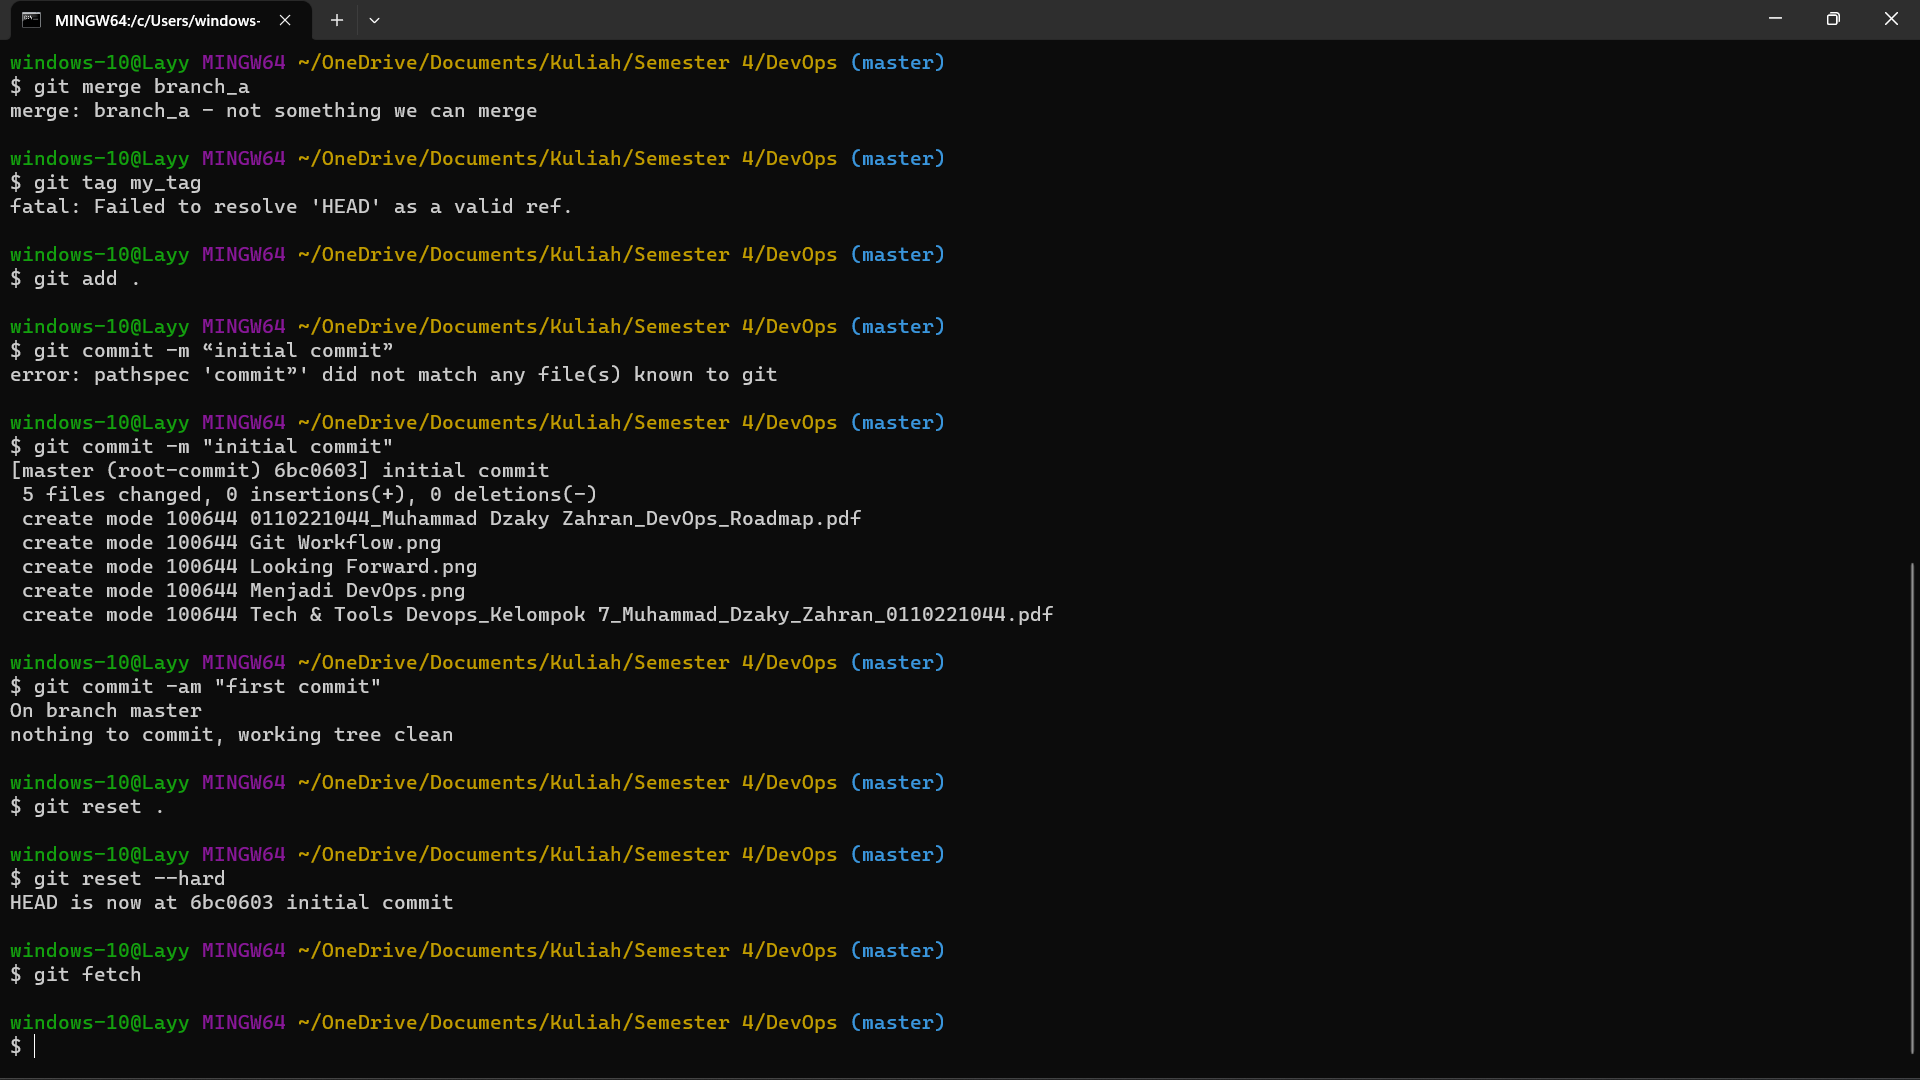 MINGW64:/c/Users/windows-
windows-10@Layy MINGW64 ~/OneDrive/Documents/Kuliah/Semester 4/DevOps (master)
$ git merge branch_a
merge: branch_a - not something we can merge
windows-10@Layy MINGW64 ~/OneDrive/Documents/Kuliah/Semester 4/DevOps (master)
$ git tag my_tag
fatal: Failed to resolve 'HEAD' as a valid ref.
windows-10@Layy MINGW64 ~/OneDrive/Documents/Kuliah/Semester 4/DevOps (master)
$ git add .
windows-10@Layy MINGW64 ~/OneDrive/Documents/Kuliah/Semester 4/DevOps (master)
$ git commit -m “initial commit”
error: pathspec 'commit”' did not match any file(s) known to git
windows-10@Layy MINGW64 ~/OneDrive/Documents/Kuliah/Semester 4/DevOps (master)
$ git commit -m "initial commit"
[master (root-commit) 6bc0603] initial commit
5 files changed, 0 insertions(+), 0 deletions(-)
create mode 100644 0110221044_Muhammad Dzaky Zahran_DevOps_Roadmap.pdf
create mode 100644 Git Workflow.png
create mode 100644 Looking Forward.png
create mode 100644 Menjadi DevOps.png
create mode 100644 Tech & Tools Devops_Kelompok 7_Muhammad_Dzaky_Zahran_0110221044.pdf
windows-10@Layy MINGW64 ~/OneDrive/Documents/Kuliah/Semester 4/DevOps (master)
$ git commit -am "first commit"
On branch master
nothing to commit, working tree clean
windows-10@Layy MINGW64 ~/OneDrive/Documents/Kuliah/Semester 4/DevOps (master)
$ git reset .
windows-10@Layy MINGW64 ~/OneDrive/Documents/Kuliah/Semester 4/DevOps (master)
$ git reset --hard
HEAD is now at 6bc0603 initial commit
windows-10@Layy MINGW64 ~/OneDrive/Documents/Kuliah/Semester 4/DevOps (master)
$ git fetch
windows-10@Layy MINGW64 ~/OneDrive/Documents/Kuliah/Semester 4/DevOps (master)
$